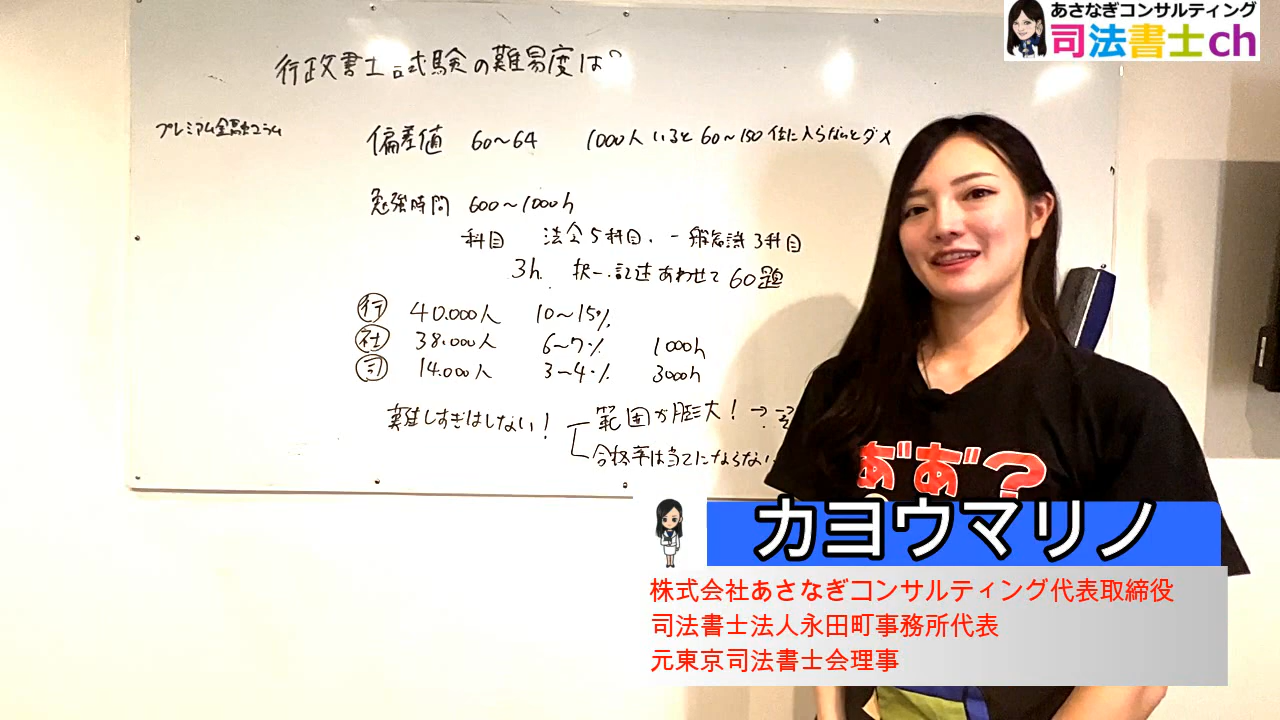 あさなぎコンサルティング
司法書士ch
行政書士試験の難易度は?
プレミアム金融コラム
偏差値 60〜64 1000人いると60〜150位に入らないとダメ
勉強時間 600〜1000h
科目 法令5科目、一般知識3科目
3h 択一、記述あわせて60題
行 40.000人 10〜15%
社 38.000人 6〜7% 1000h
司 14.000人 3〜4% 3000h
難しすぎはしない! 範囲が膨大!→
合格率は当てにならない
あ"あ"?
カヨウマリノ
株式会社あさなぎコンサルティング代表取締役
司法書士法人永田町事務所代表
元東京司法書士会理事